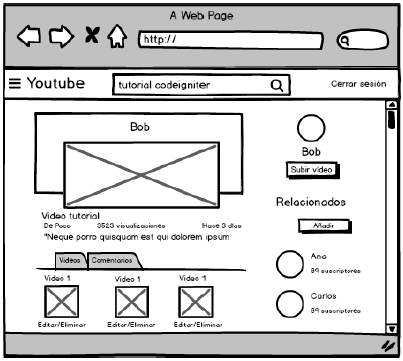 A Web Page
http://
Youtube
tutorial codeigniter
Cerrar sesión
Bob
Video tutorial
De Paco 3523 visualizaciones Hace 3 días
"Neque porro quisquam est qui dolorem ipsum
Videos Comentarios
Video 1 Video 1 Video 1
Editar/Eliminar Editar/Eliminar Editar/Eliminar
Bob
Subir video
Relacionados
Añadir
Ana
89 suscriptores
Carlos
89 suscriptores